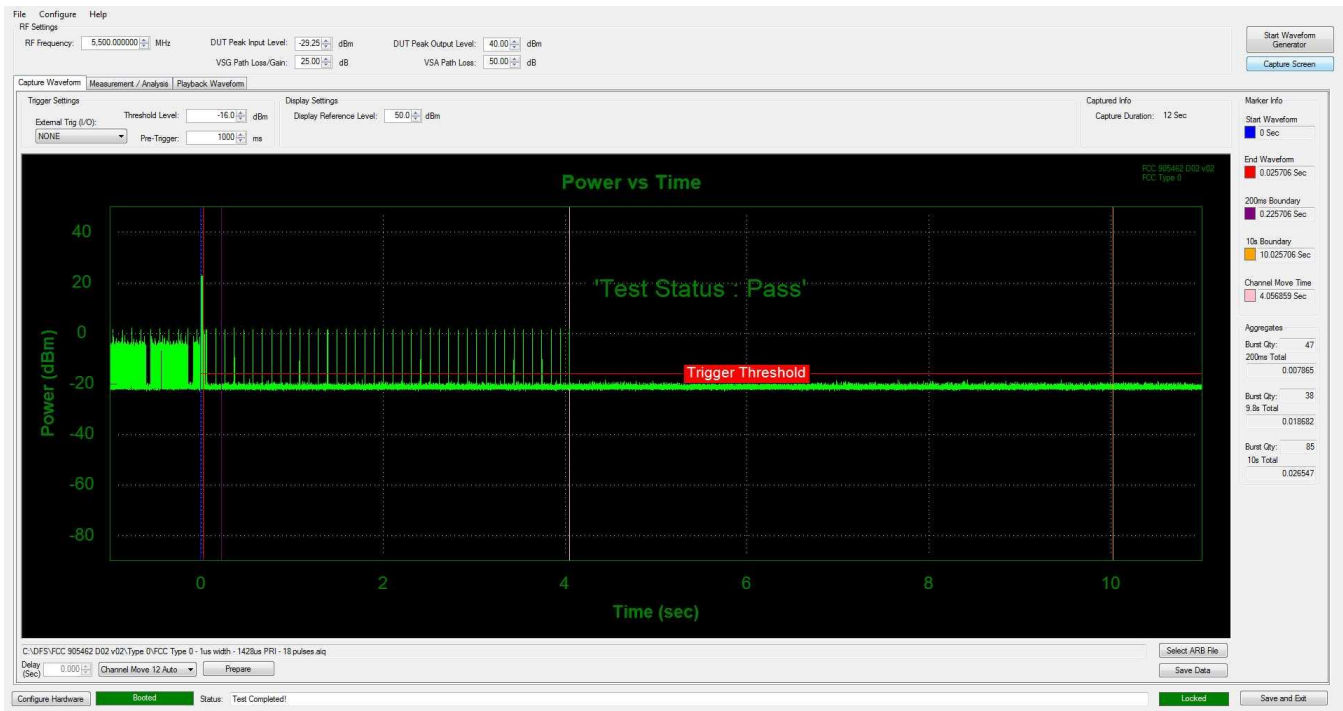 File Configure Help
RF Settings
RF Frequency: 5,500.000000 MHz DUT Peak Input Level: -29.25 dBm DUT Peak Output Level: 40.00 dBm
VSG Path Loss/Gain: 25.00 dB VSA Path Loss: 50.00 dB
Start Waveform Generator
Capture Screen
Capture Waveform Measurement / Analysis Playback Waveform
Trigger Settings
External Trig (I/O): Threshold Level: -16.0 dBm
NONE Pre-Trigger: 1000 ms
Display Settings
Display Reference Level: 50.0 dBm
Captured Info
Capture Duration: 12 Sec
Power vs Time
FCC 905462 D02 v02
FCC Type 0
'Test Status : Pass'
Trigger Threshold
Power (dBm)
40
20
0
-20
-40
-60
-80
0 2 4 6 8 10
Time (sec)
Marker Info
Start Waveform
0 Sec
End Waveform
0.025706 Sec
200ms Boundary
0.225706 Sec
10s Boundary
10.025706 Sec
Channel Move Time
4.056859 Sec
Aggregates
Burst Qty: 47
200ms Total
0.007865
Burst Qty: 38
9.8s Total
0.018682
Burst Qty: 85
10s Total
0.026547
C:\DFS\FCC 905462 D02 v02\Type 0\FCC Type 0 - 1us width - 1428us PRI - 18 pulses.aiq
Select ARB File
Delay (Sec) 0.000 Channel Move 12 Auto Prepare
Save Data
Configure Hardware Booted Status: Test Completed! Locked Save and Exit